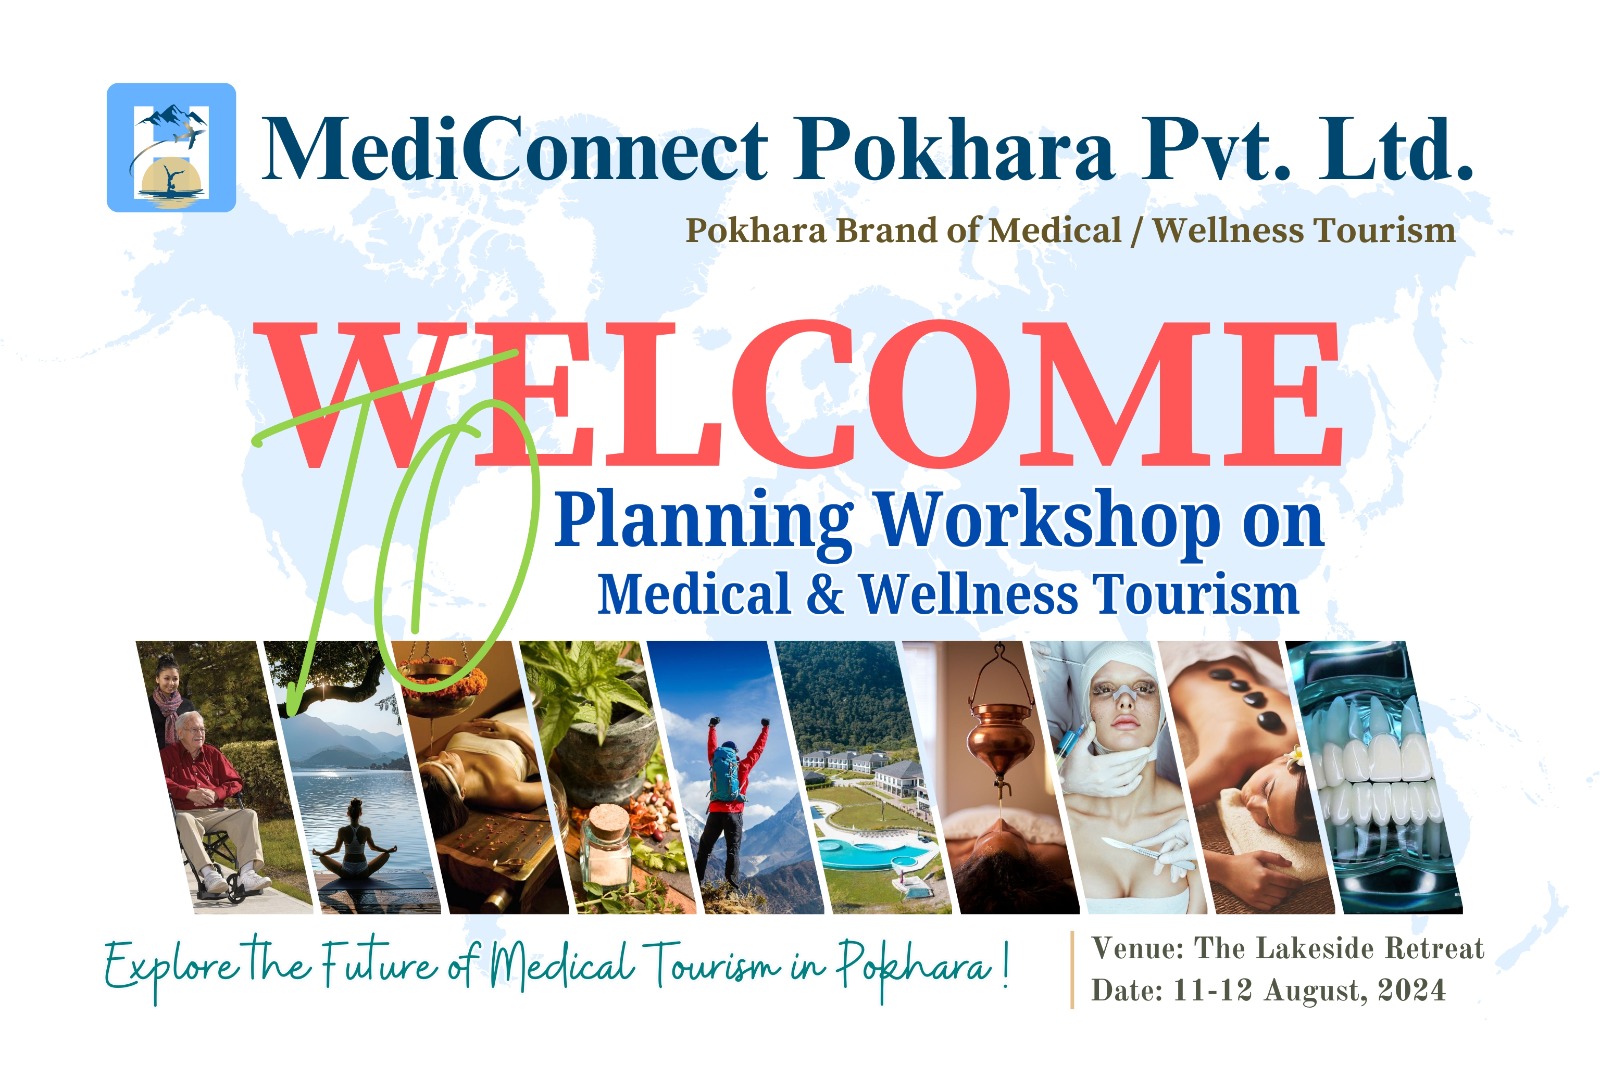 MediConnect Pokhara Pvt. Ltd.
Pokhara Brand of Medical / Wellness Tourism
WELCOME
TO
Planning Workshop on
Medical & Wellness Tourism
Explore the Future of Medical Tourism in Pokhara !
Venue: The Lakeside Retreat
Date: 11-12 August, 2024